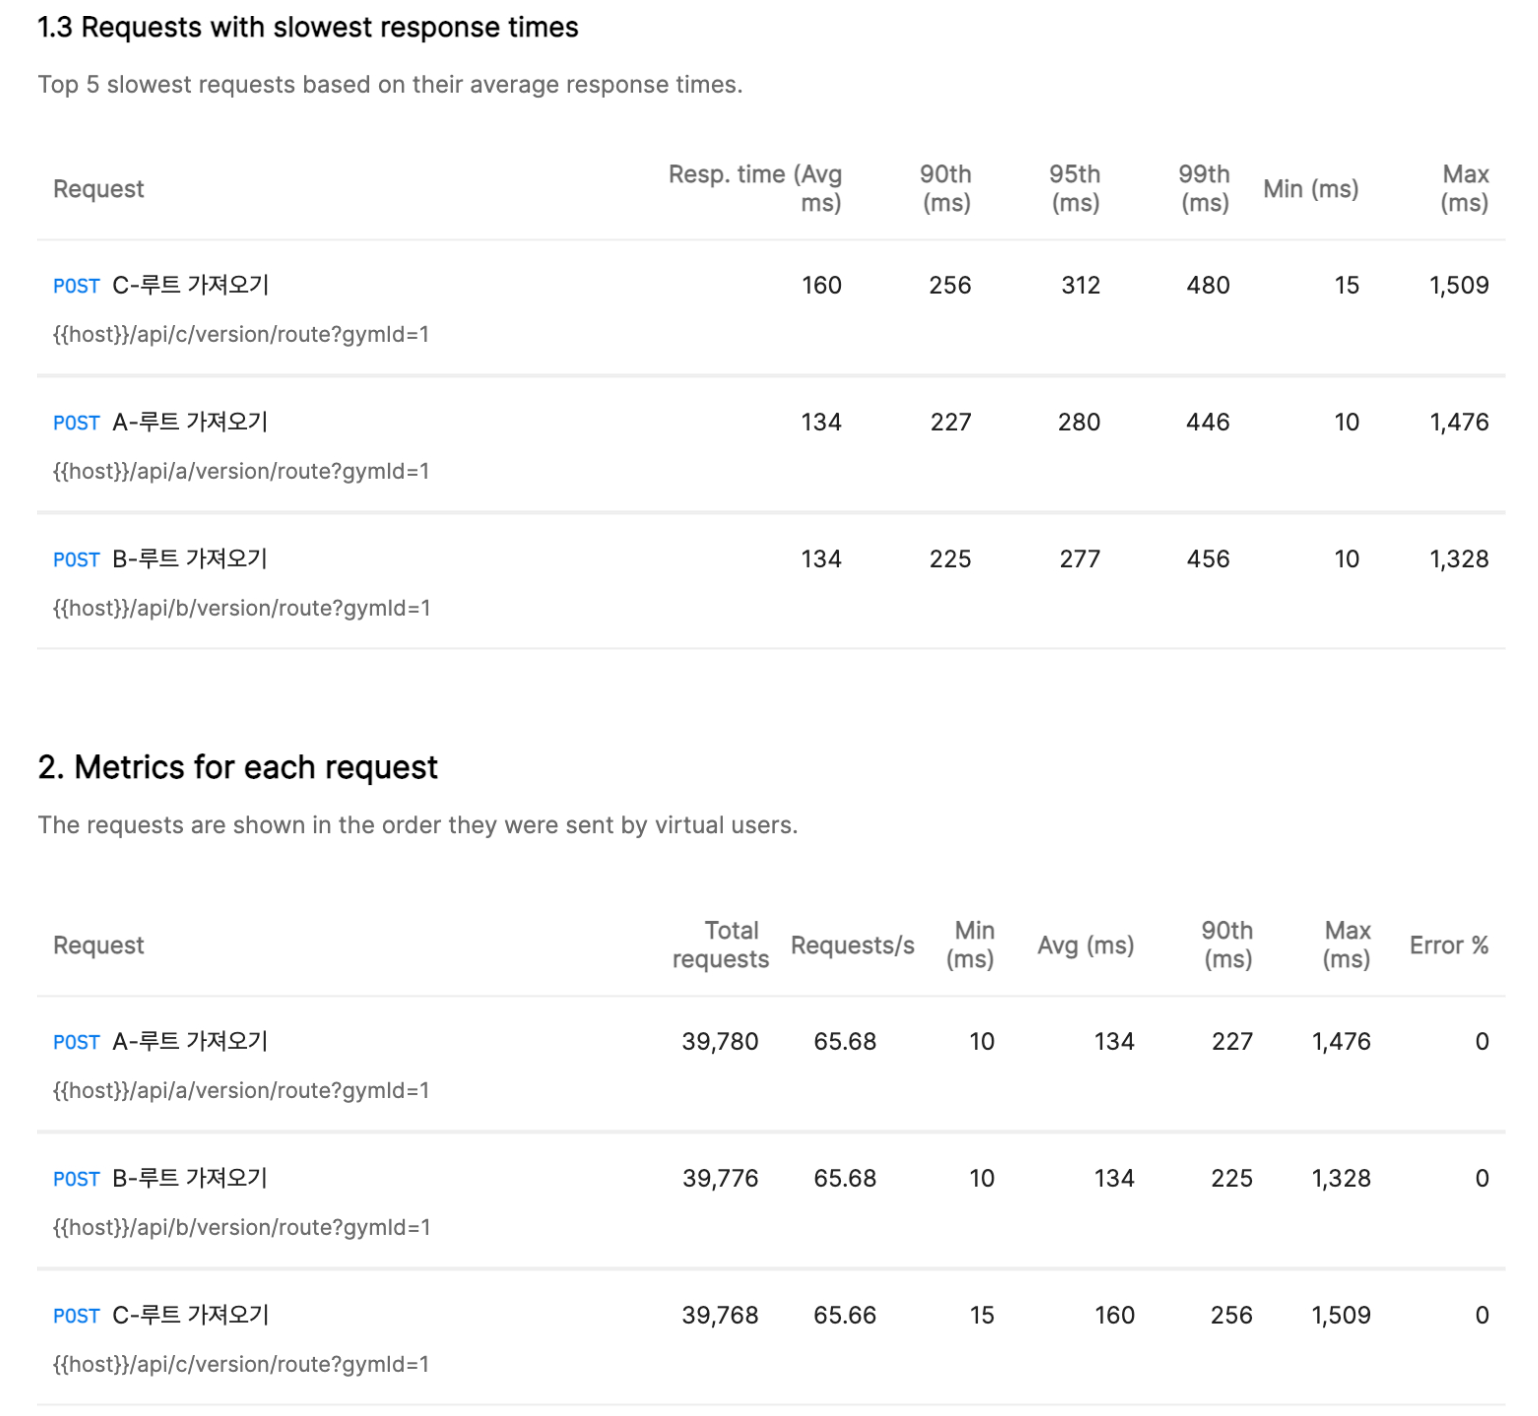 1.3 Requests with slowest response times
Top 5 slowest requests based on their average response times.
Request Resp. time (Avg ms) 90th (ms) 95th (ms) 99th (ms) Min (ms) Max (ms)
POST C-루트 가져오기 160 256 312 480 15 1,509
{{host}}/api/c/version/route?gymId=1
POST A-루트 가져오기 134 227 280 446 10 1,476
{{host}}/api/a/version/route?gymId=1
POST B-루트 가져오기 134 225 277 456 10 1,328
{{host}}/api/b/version/route?gymId=1
2. Metrics for each request
The requests are shown in the order they were sent by virtual users.
Request Total requests Requests/s Min (ms) Avg (ms) 90th (ms) Max (ms) Error %
POST A-루트 가져오기 39,780 65.68 10 134 227 1,476 0
{{host}}/api/a/version/route?gymId=1
POST B-루트 가져오기 39,776 65.68 10 134 225 1,328 0
{{host}}/api/b/version/route?gymId=1
POST C-루트 가져오기 39,768 65.66 15 160 256 1,509 0
{{host}}/api/c/version/route?gymId=1